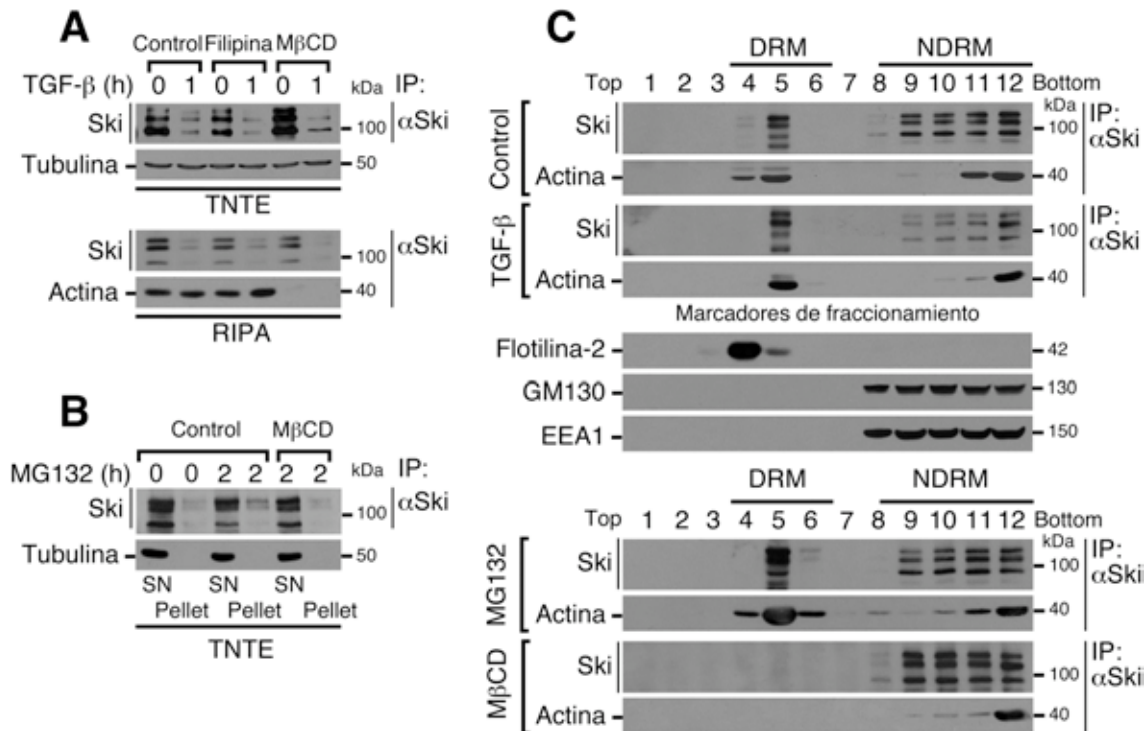 A
Control Filipina MβCD
TGF-β (h) 0 1 0 1 0 1 kDa IP:
Ski 100 αSki
Tubulina 50
TNTE
Ski 100 αSki
Actina 40
RIPA
B
Control MβCD
MG132 (h) 0 0 2 2 2 2 kDa IP:
Ski 100 αSki
Tubulina 50
SN SN SN
Pellet Pellet Pellet
TNTE
C
DRM NDRM
Top 1 2 3 4 5 6 7 8 9 10 11 12 Bottom
kDa
Control Ski 100 IP: αSki
Actina 40
TGF-β Ski 100 IP: αSki
Actina 40
Marcadores de fraccionamiento
Flotilina-2 42
GM130 130
EEA1 150
DRM NDRM
Top 1 2 3 4 5 6 7 8 9 10 11 12 Bottom
kDa
MG132 Ski 100 IP: αSkii
Actina 40
MβCD Ski 100 IP: αSkii
Actina 40